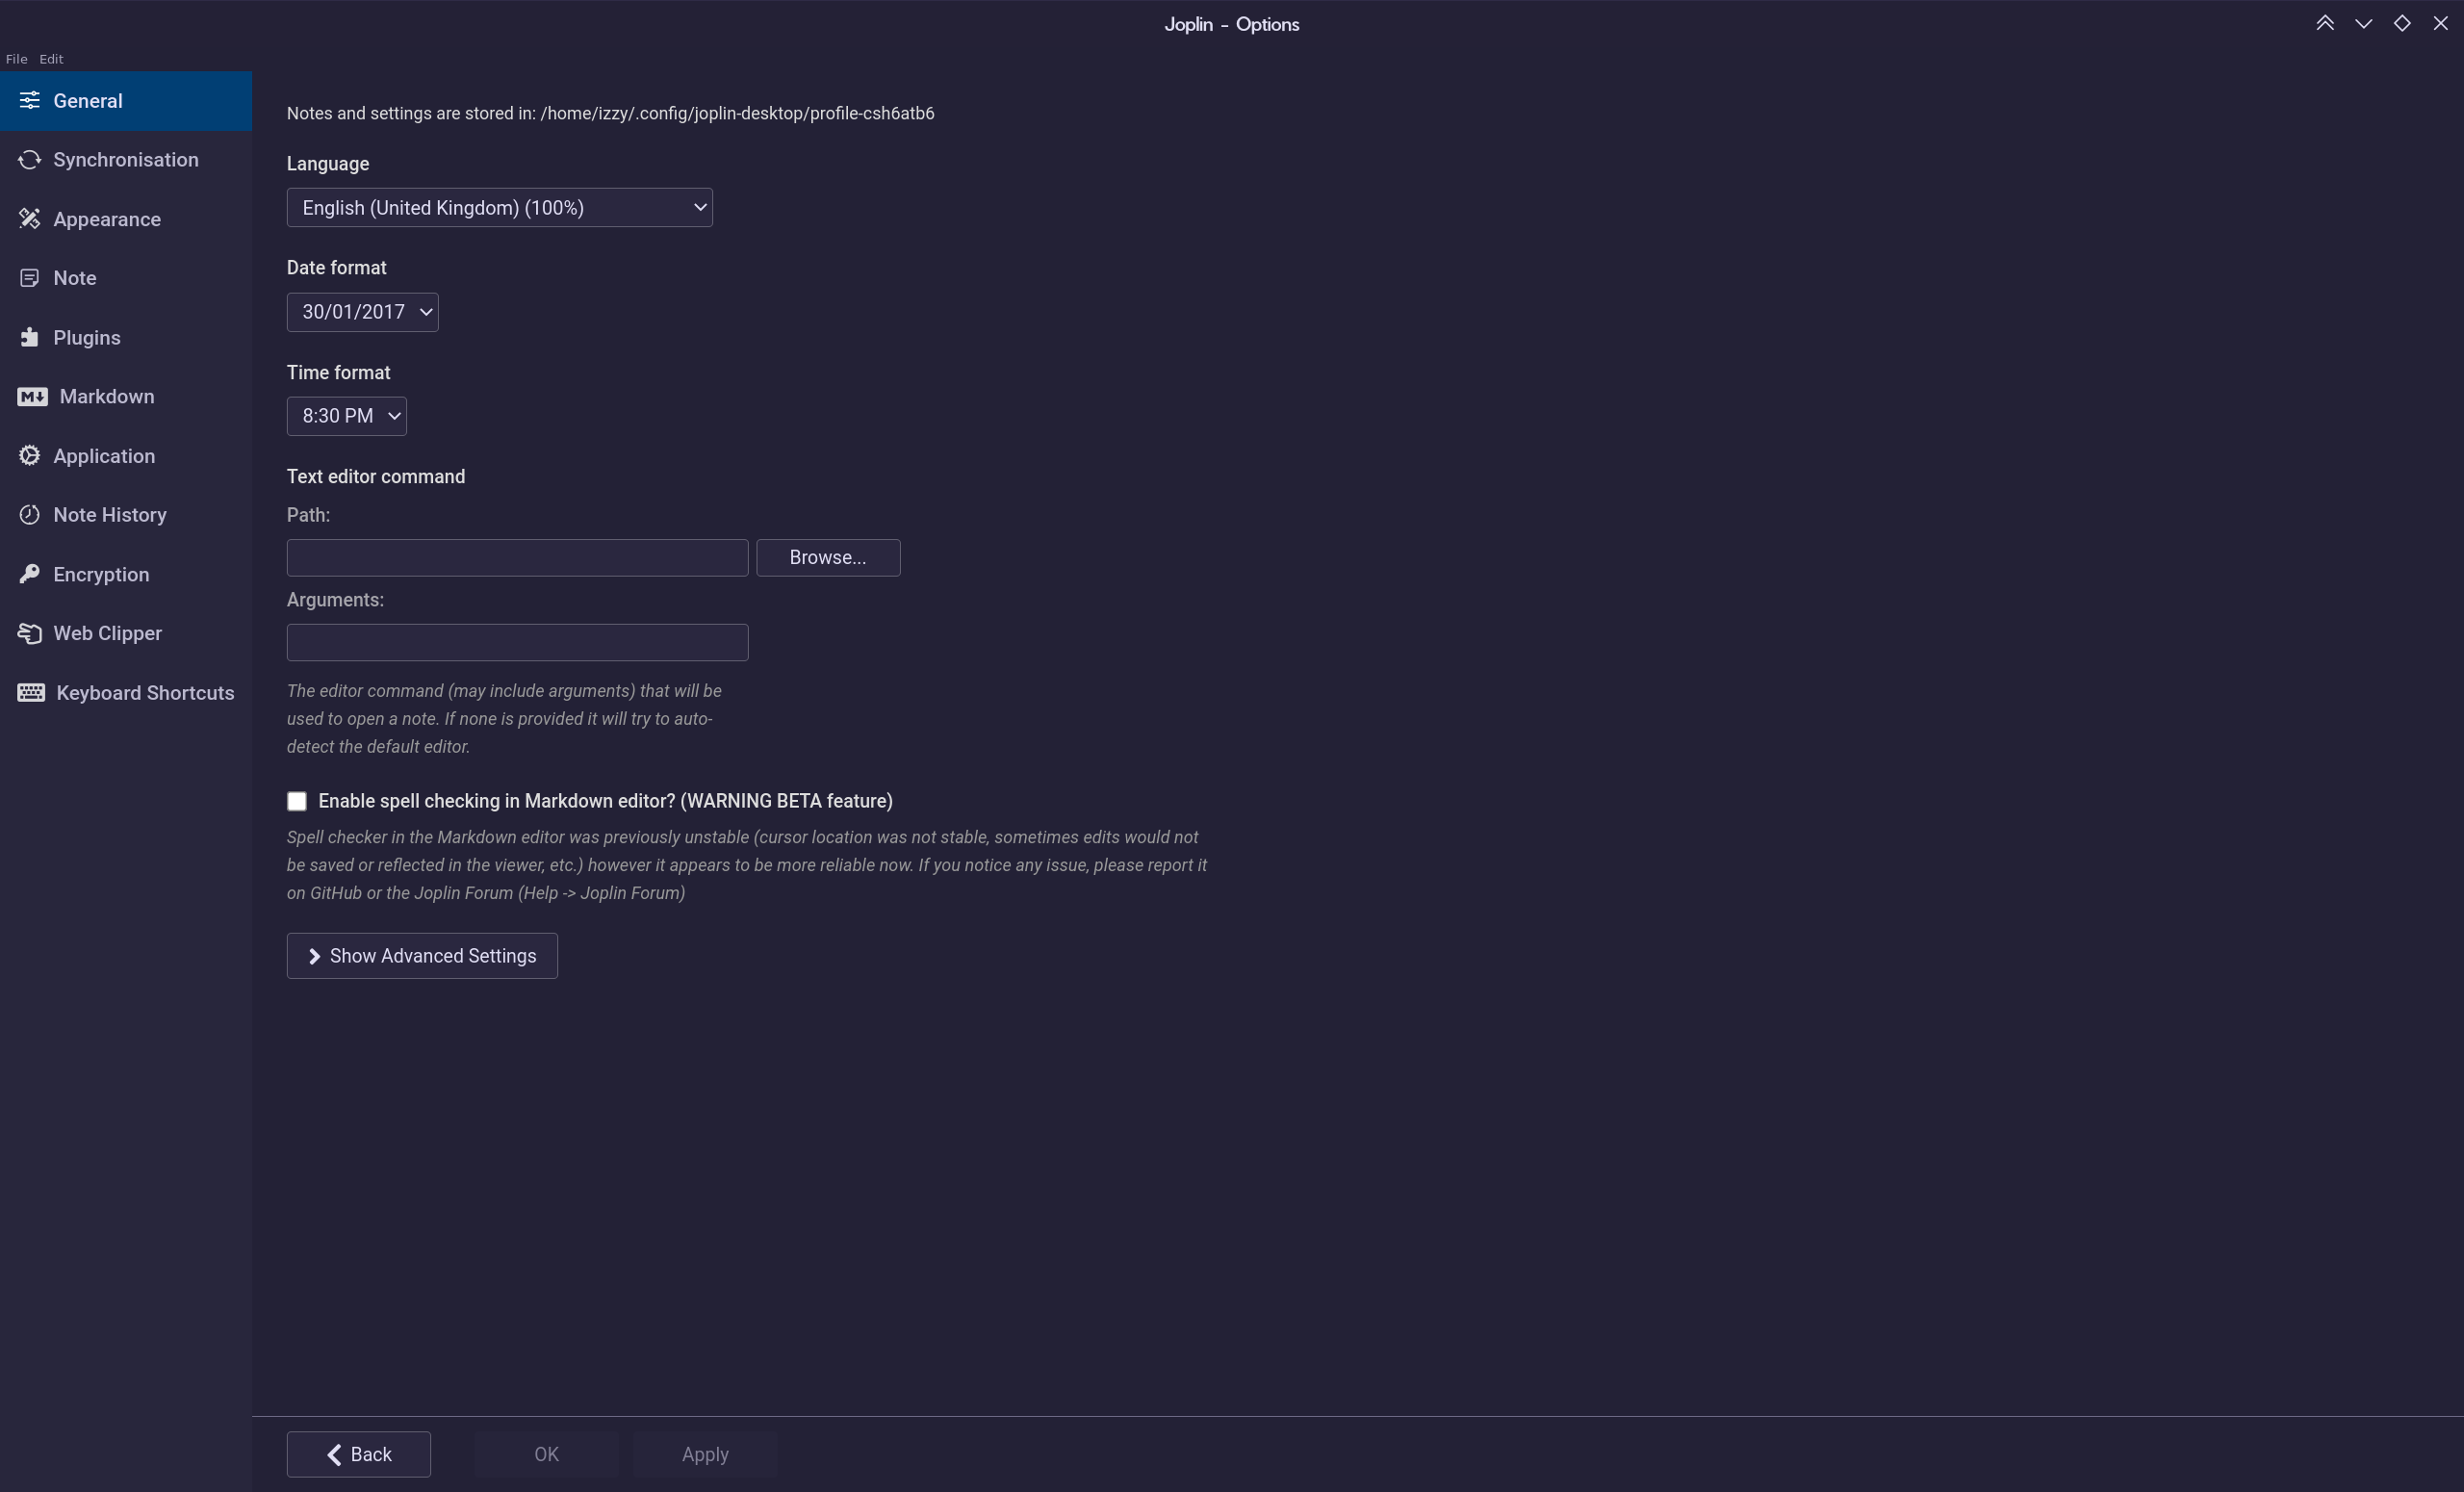 Joplin - Options
File Edit
General
Synchronisation
Appearance
Note
Plugins
Markdown
Application
Note History
Encryption
Web Clipper
Keyboard Shortcuts
Notes and settings are stored in: /home/izzy/.config/joplin-desktop/profile-csh6atb6
Language
English (United Kingdom) (100%)
Date format
30/01/2017
Time format
8:30 PM
Text editor command
Path:
Browse...
Arguments:
The editor command (may include arguments) that will be
used to open a note. If none is provided it will try to auto-
detect the default editor.
Enable spell checking in Markdown editor? (WARNING BETA feature)
Spell checker in the Markdown editor was previously unstable (cursor location was not stable, sometimes edits would not
be saved or reflected in the viewer, etc.) however it appears to be more reliable now. If you notice any issue, please report it
on GitHub or the Joplin Forum (Help -> Joplin Forum)
Show Advanced Settings
Back
OK
Apply